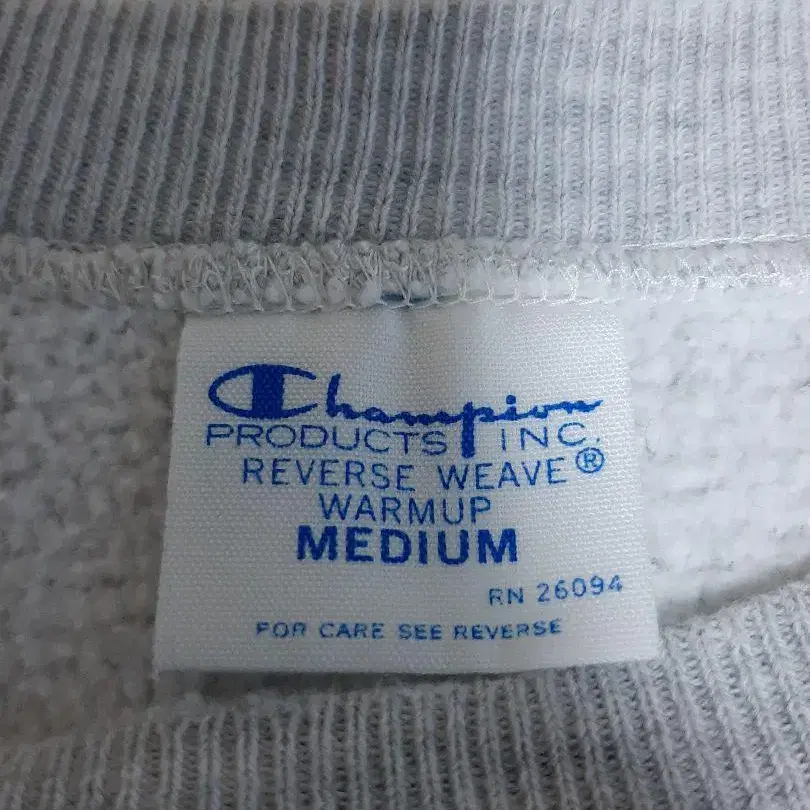 Champion
PRODUCTS INC.
REVERSE WEAVE®
WARMUP
MEDIUM
RN 26094
FOR CARE SEE REVERSE